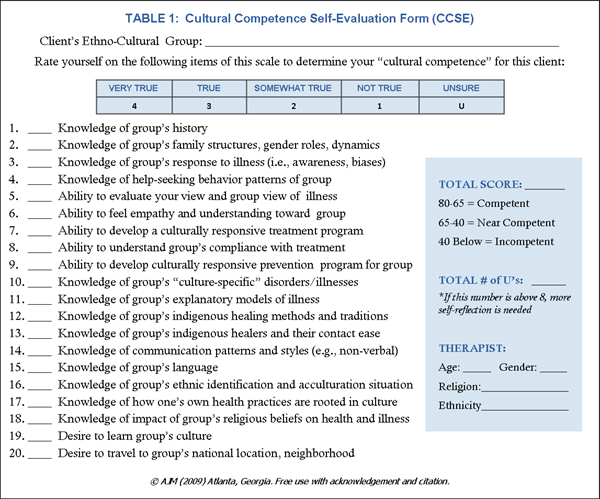 TABLE 1: Cultural Competence Self-Evaluation Form (CCSE)
Client's Ethno-Cultural Group: ____________________
Rate yourself on the following items of this scale to determine your "cultural competence" for this client:
VERY TRUE TRUE SOMEWHAT TRUE NOT TRUE UNSURE
4 3 2 1 U
1. ____ Knowledge of group's history
2. ____ Knowledge of group's family structures, gender roles, dynamics
3. ____ Knowledge of group's response to illness (i.e., awareness, biases)
4. ____ Knowledge of help-seeking behavior patterns of group
5. ____ Ability to evaluate your view and group view of illness
6. ____ Ability to feel empathy and understanding toward group
7. ____ Ability to develop a culturally responsive treatment program
8. ____ Ability to understand group's compliance with treatment
9. ____ Ability to develop culturally responsive prevention program for group
10. ____ Knowledge of group's "culture-specific" disorders/illnesses
11. ____ Knowledge of group's explanatory models of illness
12. ____ Knowledge of group's indigenous healing methods and traditions
13. ____ Knowledge of group's indigenous healers and their contact ease
14. ____ Knowledge of communication patterns and styles (e.g., non-verbal)
15. ____ Knowledge of group's language
16. ____ Knowledge of group's ethnic identification and acculturation situation
17. ____ Knowledge of how one's own health practices are rooted in culture
18. ____ Knowledge of impact of group's religious beliefs on health and illness
19. ____ Desire to learn group's culture
20. ____ Desire to travel to group's national location, neighborhood
TOTAL SCORE: ______
80-65 = Competent
65-40 = Near Competent
40 Below = Incompetent
TOTAL # of U's: _____
*If this number is above 8, more
self-reflection is needed
THERAPIST:
Age: _____ Gender: _____
Religion:________________
Ethnicity________________
© AJM (2009) Atlanta, Georgia. Free use with acknowledgement and citation.